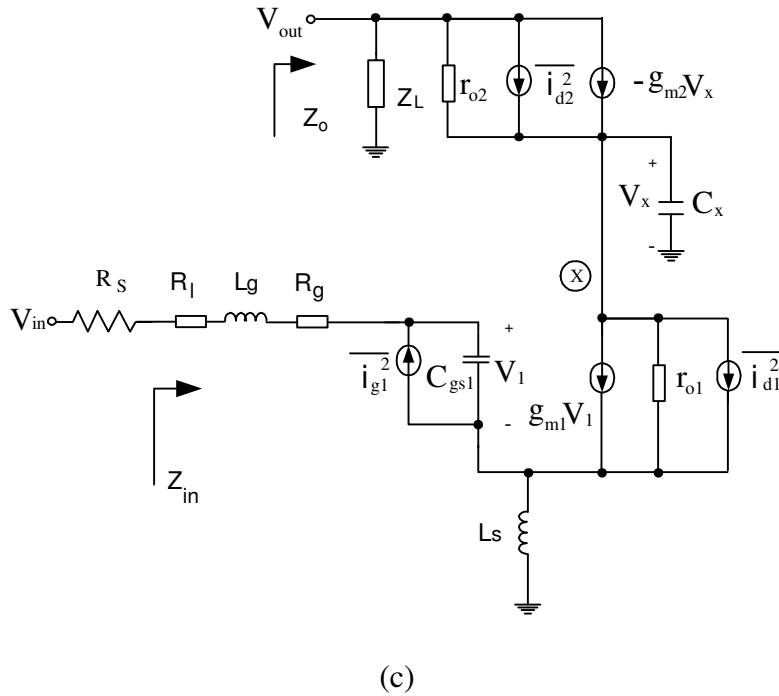 Vout
Zo
ZL
ro2
id2²
-gm2Vx
+
Vx
Cx
-
X
RS
Rl
Lg
Rg
Vin
Zin
ig1²
Cgs1
+
V1
-
gm1V1
ro1
id1²
Ls
(c)